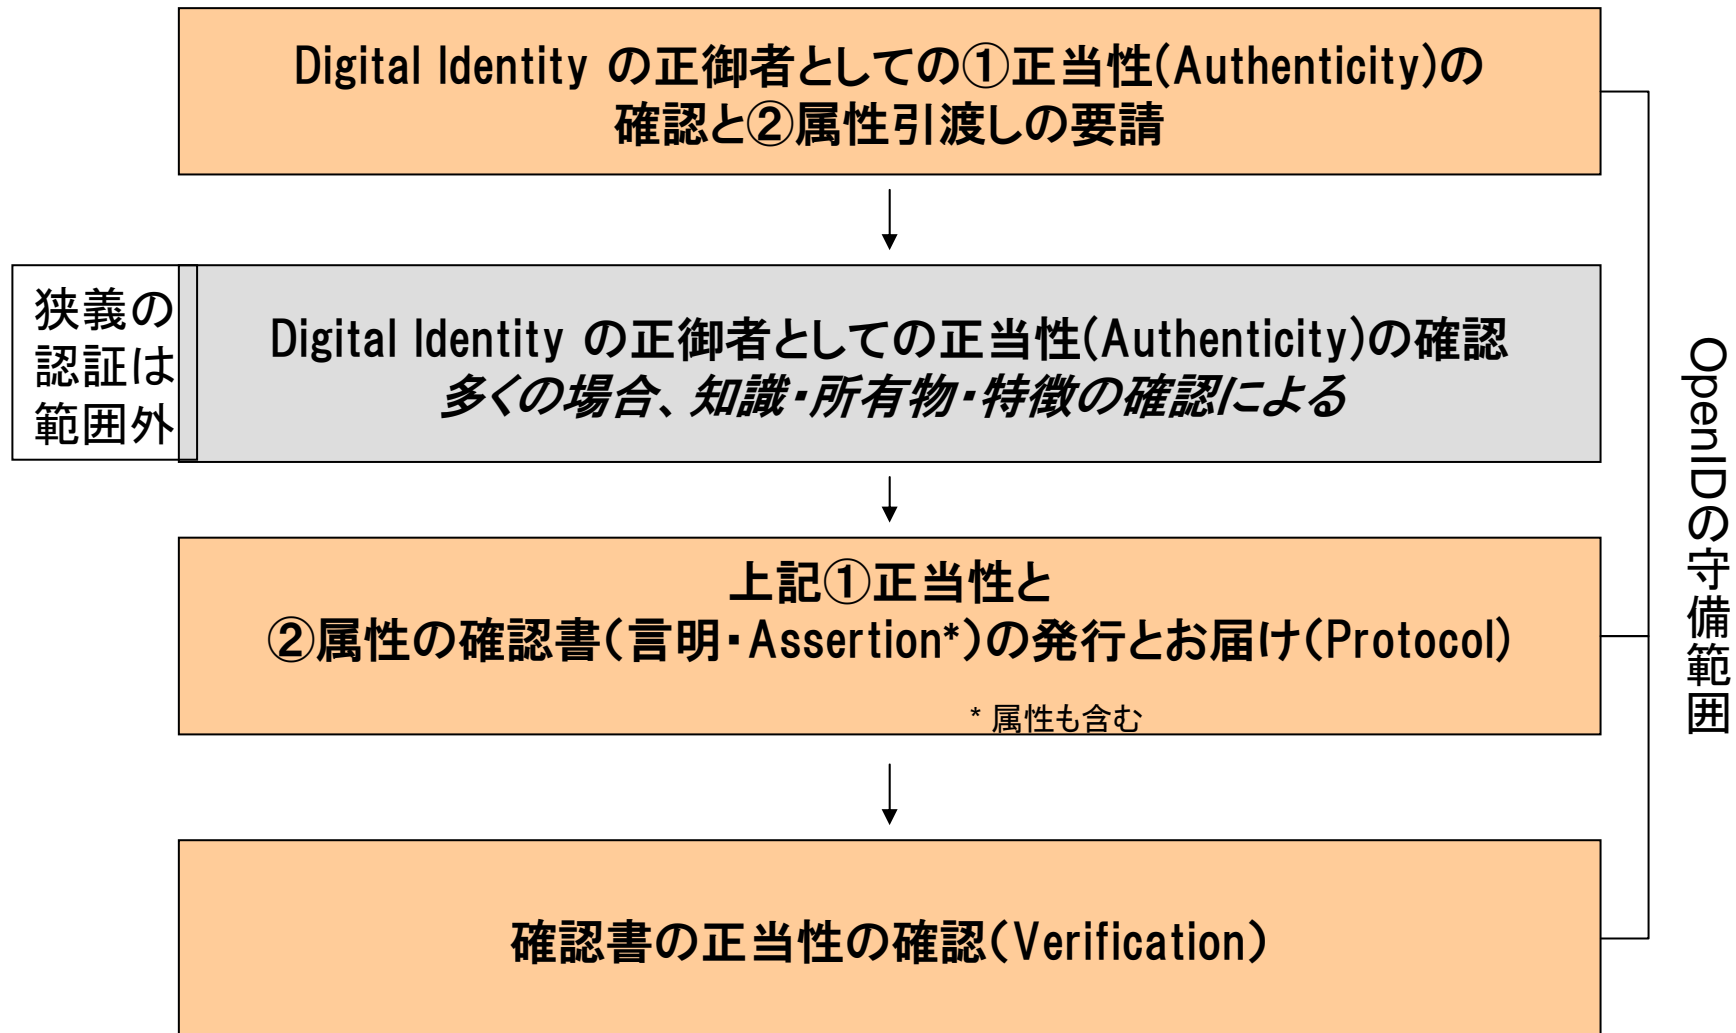 Digital Identity の正御者としての①正当性(Authenticity)の
確認と②属性引渡しの要請
狭義の
認証は
範囲外
Digital Identity の正御者としての正当性(Authenticity)の確認
多くの場合、知識・所有物・特徴の確認による
上記①正当性と
②属性の確認書(言明・Assertion*)の発行とお届け(Protocol)
* 属性も含む
確認書の正当性の確認(Verification)
OpenIDの守備範囲